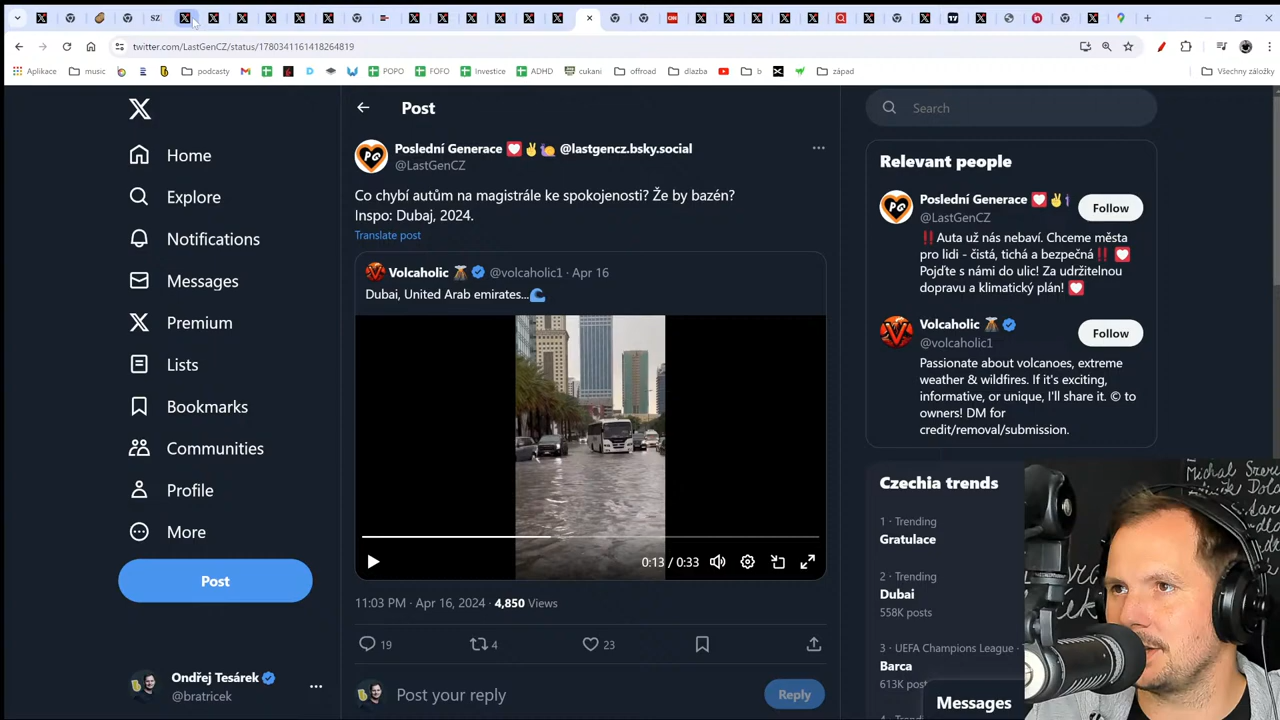 SZ
twitter.com/LastGenCZ/status/1780341161418264819
Aplikace
music
podcasty
POPO
FOFO
Investice
ADHD
cukani
offroad
dlazba
b
západ
Všechny záložky
Home
Explore
Notifications
Messages
Premium
Lists
Bookmarks
Communities
Profile
More
Post
Ondřej Tesárek
@bratricek
Post
Poslední Generace @lastgencz.bsky.social
@LastGenCZ
Co chybí autům na magistrále ke spokojenosti? Že by bazén?
Inspo: Dubaj, 2024.
Translate post
Volcaholic @volcaholic1 · Apr 16
Dubai, United Arab emirates...
0:13 / 0:33
11:03 PM · Apr 16, 2024 · 4,850 Views
19
4
23
Post your reply
Reply
Search
Relevant people
Poslední Generace
@LastGenCZ
Follow
Auta už nás nebaví. Chceme města
pro lidi - čistá, tichá a bezpečná
Pojďte s námi do ulic! Za udržitelnou
dopravu a klimatický plán!
Volcaholic
@volcaholic1
Follow
Passionate about volcanoes, extreme
weather & wildfires. If it's exciting,
informative, or unique, I'll share it. © to
owners! DM for
credit/removal/submission.
Czechia trends
1 · Trending
Gratulace
2 · Trending
Dubai
558K posts
3 · UEFA Champions League ·
Barca
613K
Messages
Michal